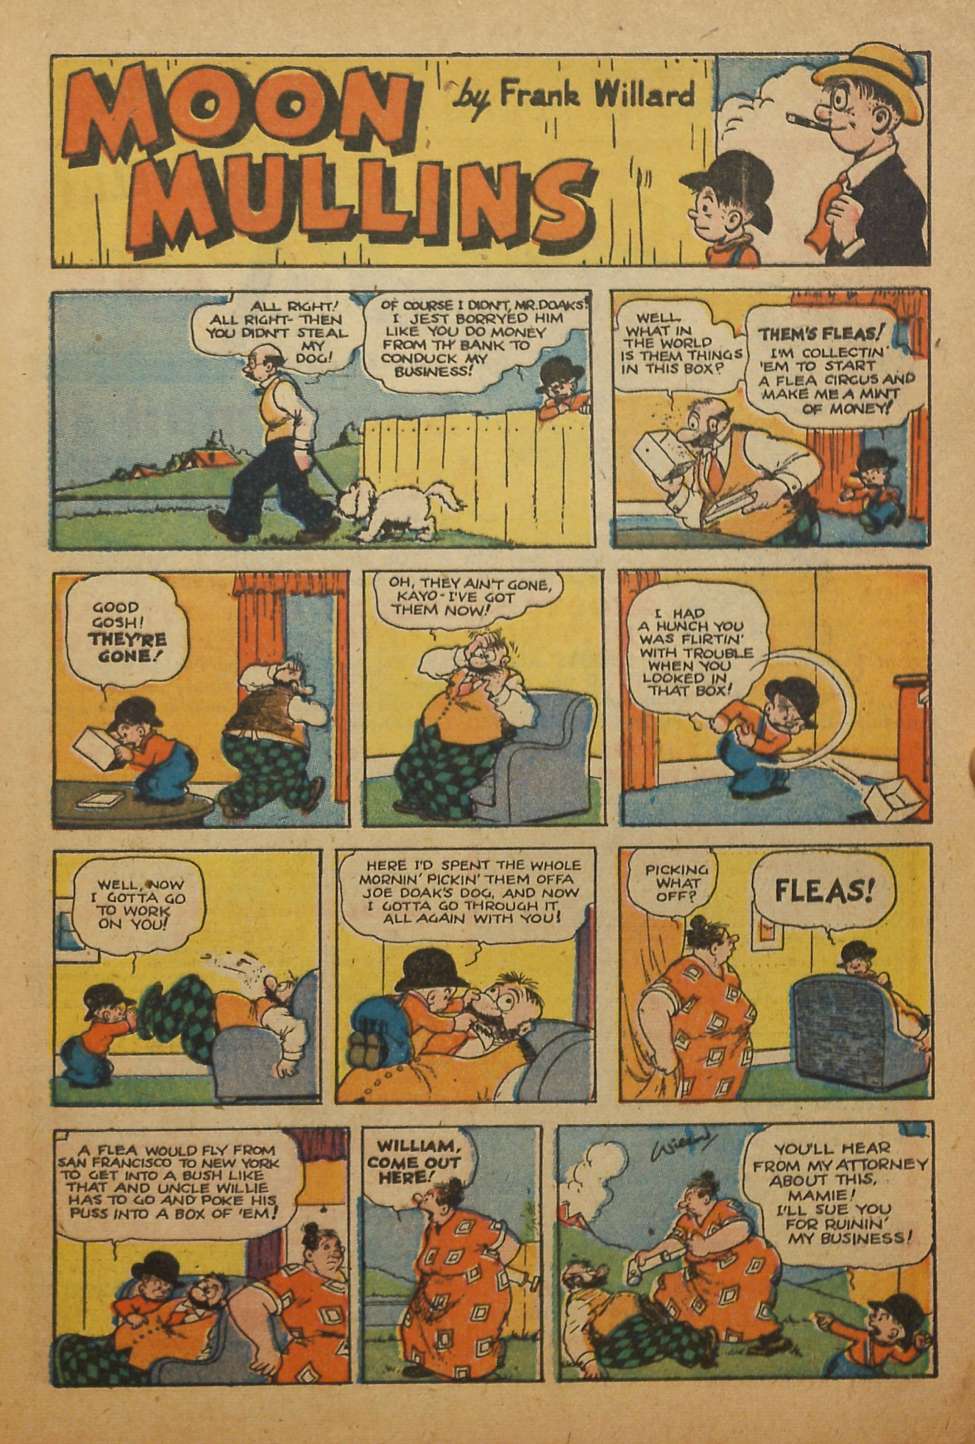 MOON
MULLINS
by Frank Willard
ALL RIGHT!
ALL RIGHT- THEN
YOU DIDN'T STEAL
MY
DOG!
OF COURSE I DIDN'T, MR. DOAKS!
I JEST BORRYED HIM
LIKE YOU DO MONEY
FROM TH' BANK TO
CONDUCK MY
BUSINESS!
WELL.
WHAT IN
THE WORLD
IS THEM THINGS
IN THIS BOX?
THEM'S FLEAS!
I'M COLLECTIN'
'EM TO START
A FLEA CIRCUS AND
MAKE ME A MINT
OF MONEY!
GOOD
GOSH!
THEY'RE
GONE!
OH, THEY AIN'T GONE,
KAYO- I'VE GOT
THEM NOW!
I HAD
A HUNCH YOU
WAS FLIRTIN'
WITH TROUBLE
WHEN YOU
LOOKED IN
THAT BOX!
WELL, NOW
I GOTTA GO
TO WORK
ON YOU!
HERE I'D SPENT THE WHOLE
MORNIN' PICKIN' THEM OFFA
JOE DOAK'S DOG, AND NOW
I GOTTA GO THROUGH IT
ALL AGAIN WITH YOU!
PICKING
WHAT
OFF?
FLEAS!
A FLEA WOULD FLY FROM
SAN FRANCISCO TO NEW YORK
TO GET INTO A BUSH LIKE
THAT AND UNCLE WILLIE
HAS TO GO AND POKE HIS
PUSS INTO A BOX OF 'EM!
WILLIAM,
COME OUT
HERE!
Willard
YOU'LL HEAR
FROM MY ATTORNEY
ABOUT THIS,
MAMIE!
I'LL SUE YOU
FOR RUININ'
MY BUSINESS!